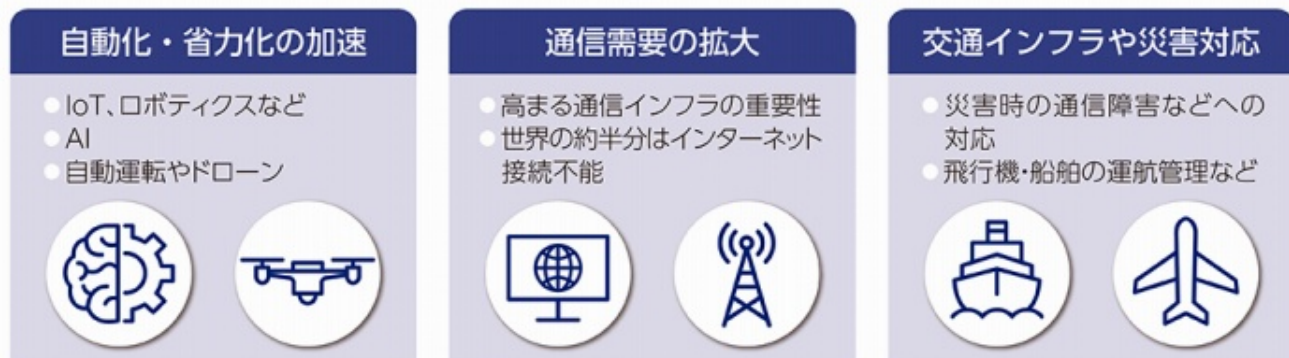 自動化・省力化の加速
IoT、ロボティクスなど
AI
自動運転やドローン
通信需要の拡大
高まる通信インフラの重要性
世界の約半分はインターネット
接続不能
交通インフラや災害対応
災害時の通信障害などへの
対応
飛行機・船舶の運航管理など